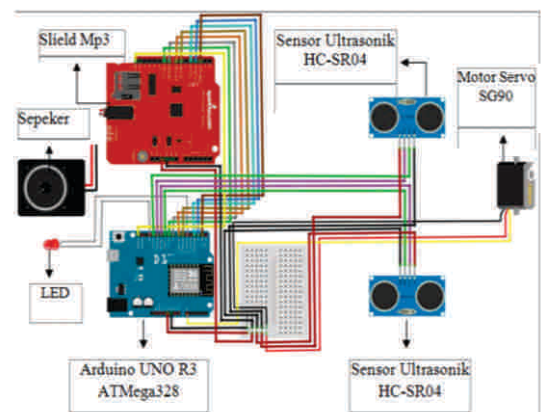 Slield Mp3
Sensor Ultrasonik
HC-SR04
Motor Servo
SG90
Sepeker
D1
LED
Arduino UNO R3
ATMega328
Sensor Ultrasonik
HC-SR04